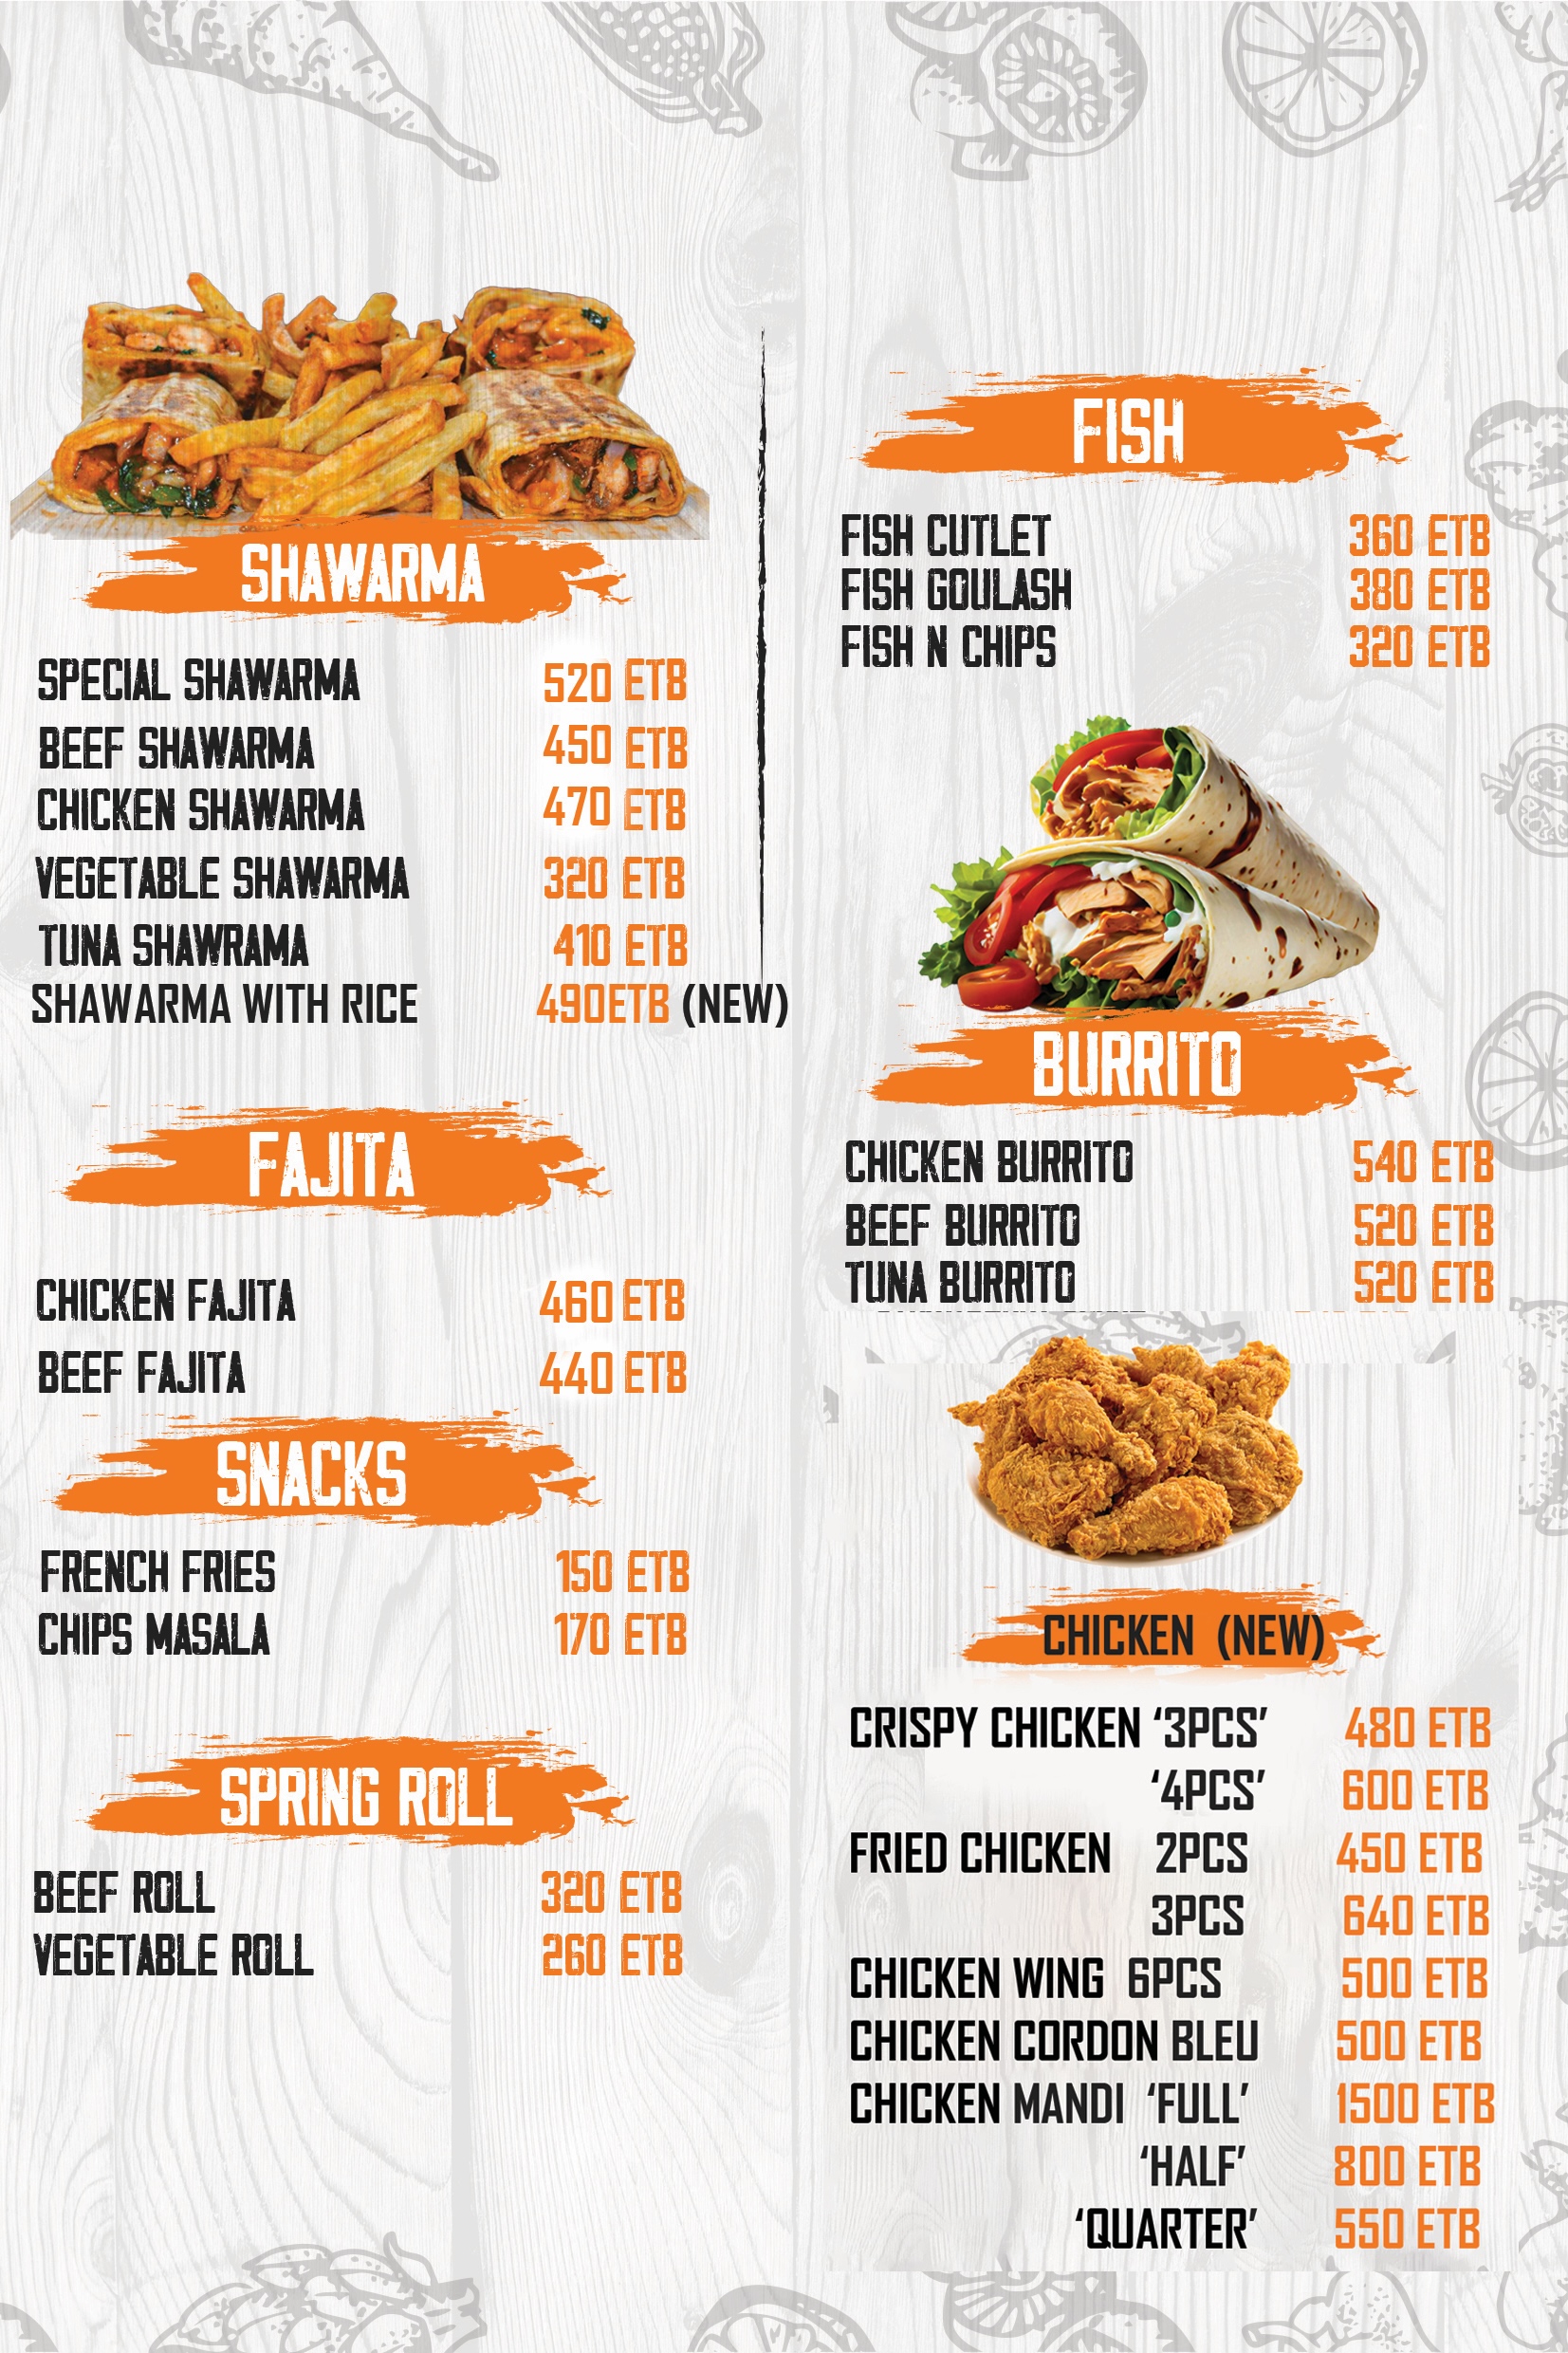 SHAWARMA
SPECIAL SHAWARMA 520 ETB
BEEF SHAWARMA 450 ETB
CHICKEN SHAWARMA 470 ETB
VEGETABLE SHAWARMA 320 ETB
TUNA SHAWRAMA 410 ETB
SHAWARMA WITH RICE 490ETB (NEW)
FAJITA
CHICKEN FAJITA 460 ETB
BEEF FAJITA 440 ETB
SNACKS
FRENCH FRIES 150 ETB
CHIPS MASALA 170 ETB
SPRING ROLL
BEEF ROLL 320 ETB
VEGETABLE ROLL 260 ETB
FISH
FISH CUTLET 360 ETB
FISH GOULASH 380 ETB
FISH N CHIPS 320 ETB
BURRITO
CHICKEN BURRITO 540 ETB
BEEF BURRITO 520 ETB
TUNA BURRITO 520 ETB
CHICKEN (NEW)
CRISPY CHICKEN ‘3PCS’ 480 ETB
‘4PCS’ 600 ETB
FRIED CHICKEN 2PCS 450 ETB
3PCS 640 ETB
CHICKEN WING 6PCS 500 ETB
CHICKEN CORDON BLEU 500 ETB
CHICKEN MANDI ‘FULL’ 1500 ETB
‘HALF’ 800 ETB
‘QUARTER’ 550 ETB